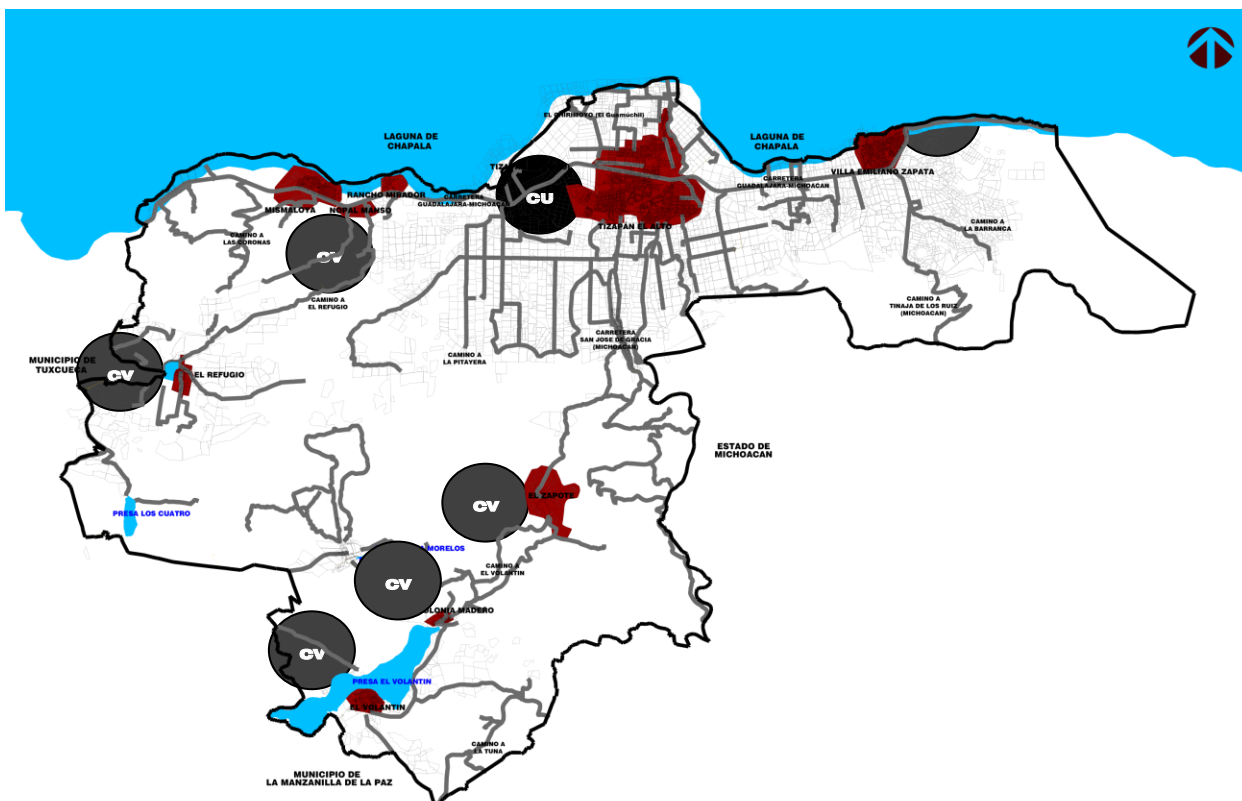 EL CHIRIMOYO (El Guamúchil)
LAGUNA DE
CHAPALA
LAGUNA DE
CHAPALA
VILLA EMILIANO ZAPATA
CARRETERA
GUADALAJARA-MICHOACAN
RANCHO MIRADOR
CARRETERA
GUADALAJARA-MICHOACAN
CU
MISMALOYA
NOPAL MANSO
TIZAPAN EL ALTO
CAMINO A
LA BARRANCA
CAMINO A
LAS CORONAS
CV
CAMINO A
EL REFUGIO
CAMINO A
TINAJA DE LOS RUIZ
(MICHOACAN)
CARRETERA
SAN JOSE DE GRACIA
(MICHOACAN)
CAMINO A
LA PITAYERA
MUNICIPIO DE
TUXCUECA
CV
EL REFUGIO
ESTADO DE
MICHOACAN
EL ZAPOTE
CV
PRESA LOS CUATRO
MORELOS
CAMINO A
EL VOLANTIN
CV
COLONIA MADERO
CV
PRESA EL VOLANTIN
EL VOLANTIN
CAMINO A
LA TUNA
MUNICIPIO DE
LA MANZANILLA DE LA PAZ